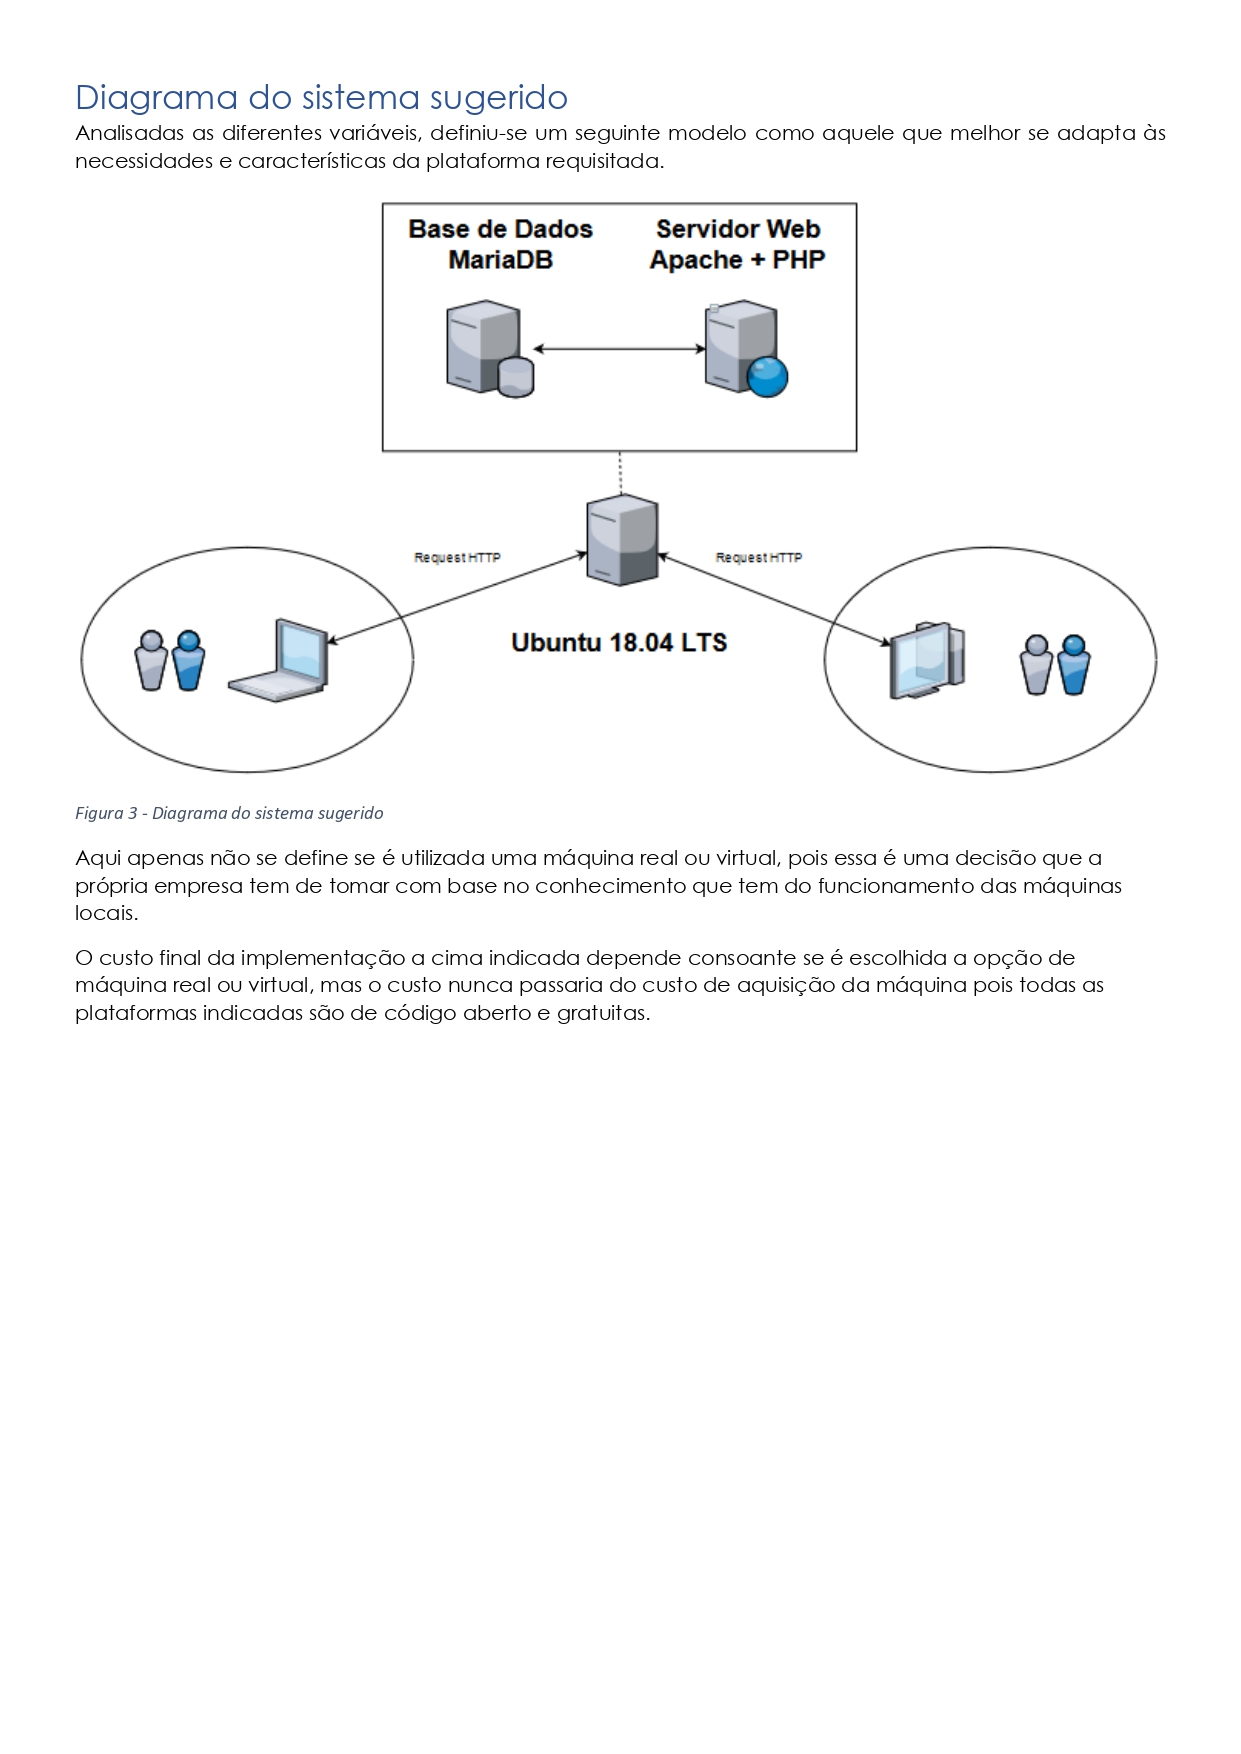 Diagrama do sistema sugerido
Analisadas as diferentes variáveis, definiu-se um seguinte modelo como aquele que melhor se adapta às
necessidades e características da plataforma requisitada.
Base de Dados
MariaDB
Servidor Web
Apache + PHP
Request HTTP
Request HTTP
Ubuntu 18.04 LTS
Figura 3 - Diagrama do sistema sugerido
Aqui apenas não se define se é utilizada uma máquina real ou virtual, pois essa é uma decisão que a
própria empresa tem de tomar com base no conhecimento que tem do funcionamento das máquinas
locais.
O custo final da implementação a cima indicada depende consoante se é escolhida a opção de
máquina real ou virtual, mas o custo nunca passaria do custo de aquisição da máquina pois todas as
plataformas indicadas são de código aberto e gratuitas.